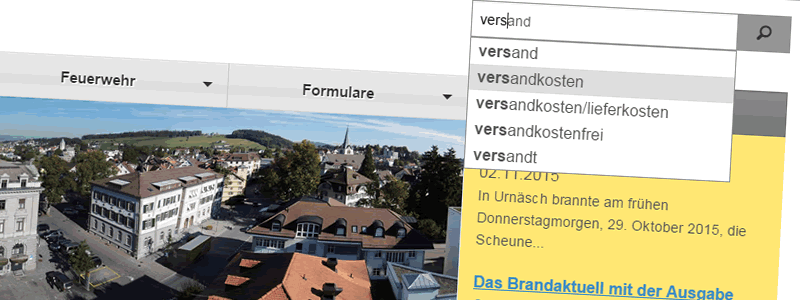 versand
versand
versandkosten
versandkosten/lieferkosten
versandkostenfrei
versandt
Feuerwehr
Formulare
02.11.2015
In Urnäsch brannte am frühen
Donnerstagmorgen, 29. Oktober 2015, die
Scheune...
Das Brandaktuell mit der Ausgabe